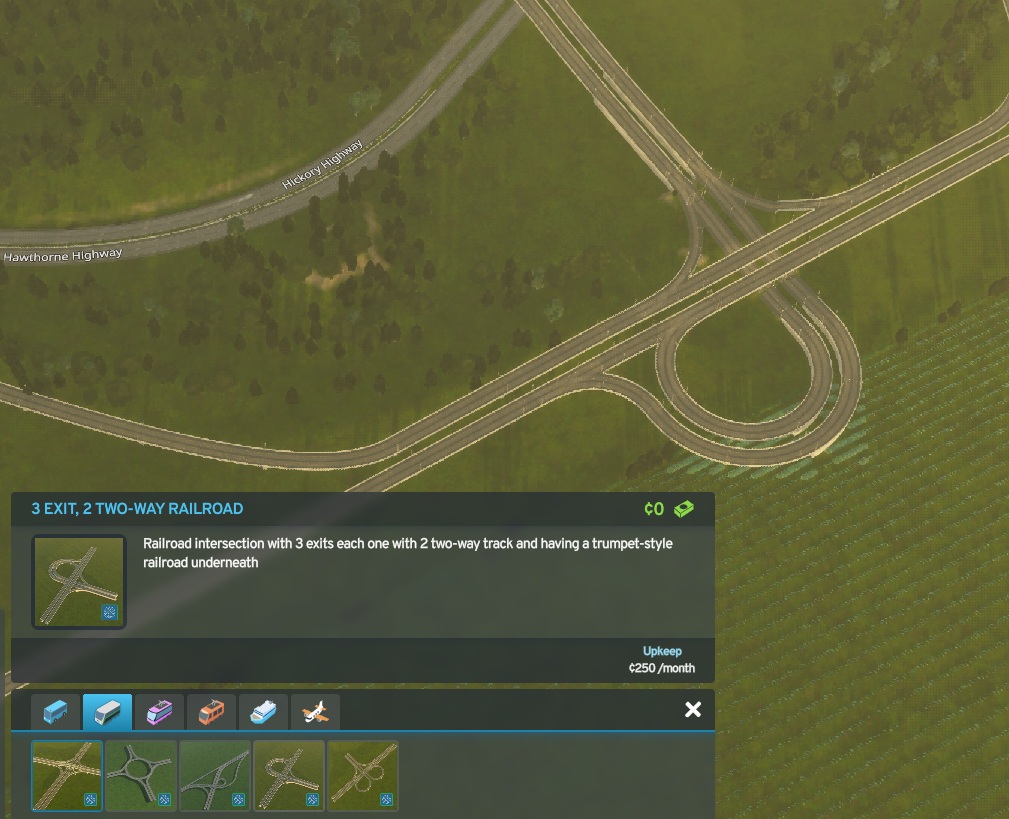 Hickory Highway
Hawthorne Highway
3 EXIT, 2 TWO-WAY RAILROAD
¢0
Railroad intersection with 3 exits each one with 2 two-way track and having a trumpet-style
railroad underneath
Upkeep
¢250 /month